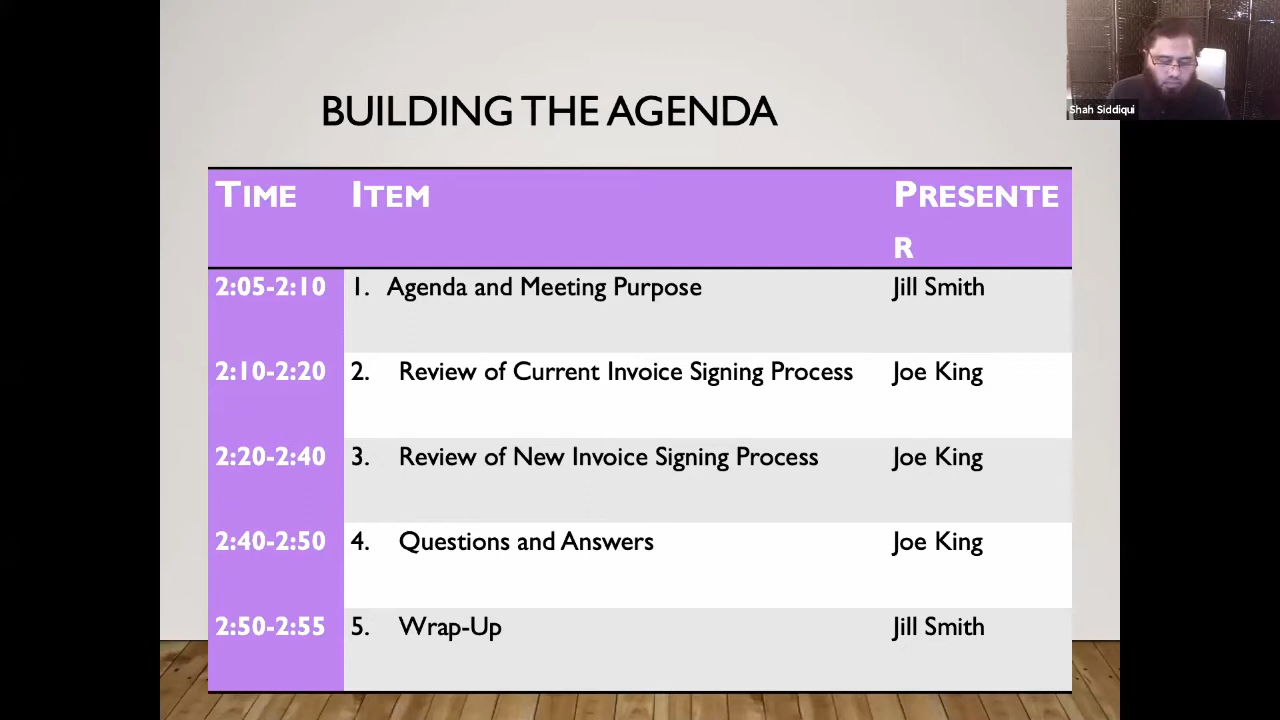 BUILDING THE AGENDA
Shah Siddiqui
TIME ITEM PRESENTE
R
2:05-2:10 1. Agenda and Meeting Purpose Jill Smith
2:10-2:20 2. Review of Current Invoice Signing Process Joe King
2:20-2:40 3. Review of New Invoice Signing Process Joe King
2:40-2:50 4. Questions and Answers Joe King
2:50-2:55 5. Wrap-Up Jill Smith